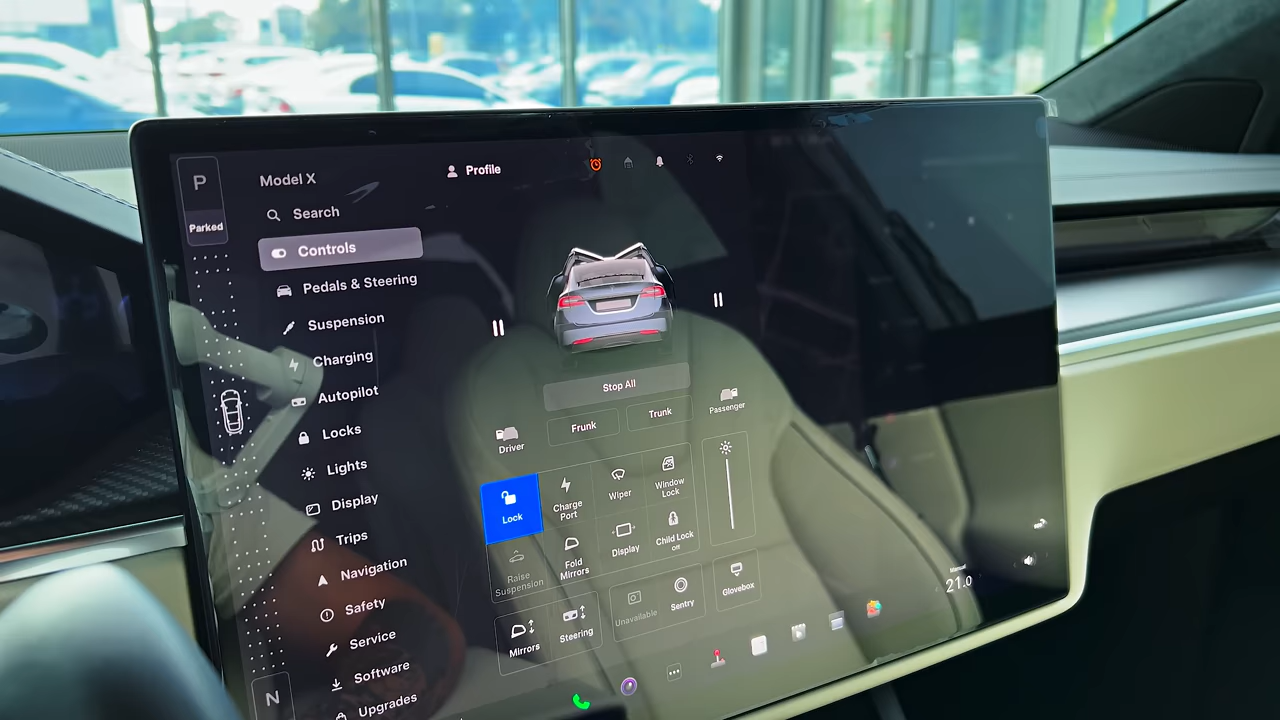 P
Parked
Model X
Profile
Search
Controls
Pedals & Steering
Suspension
Charging
Autopilot
Locks
Lights
Display
Trips
Navigation
Safety
Service
Software
Upgrades
N
Stop All
Frunk
Trunk
Driver
Passenger
Lock
Charge
Port
Wiper
Window
Lock
Raise
Suspension
Fold
Mirrors
Display
Child Lock
Off
Mirrors
Steering
Unavailable
Sentry
Glovebox
Manual
21.0